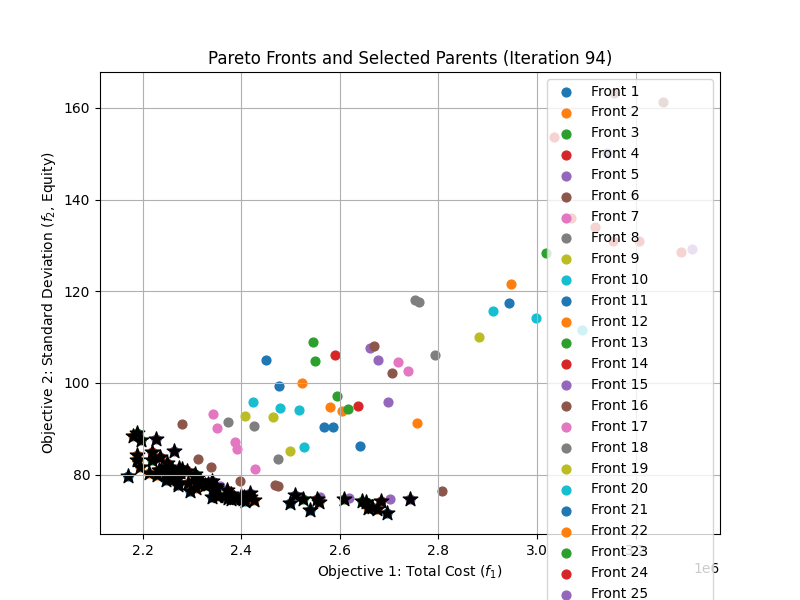 Pareto Fronts and Selected Parents (Iteration 94)
Objective 2: Standard Deviation (f2, Equity)
160
140
120
100
80
2.2
2.4
2.6
2.8
3.0
3.2
1e6
Objective 1: Total Cost (f1)
Front 1
Front 2
Front 3
Front 4
Front 5
Front 6
Front 7
Front 8
Front 9
Front 10
Front 11
Front 12
Front 13
Front 14
Front 15
Front 16
Front 17
Front 18
Front 19
Front 20
Front 21
Front 22
Front 23
Front 24
Front 25